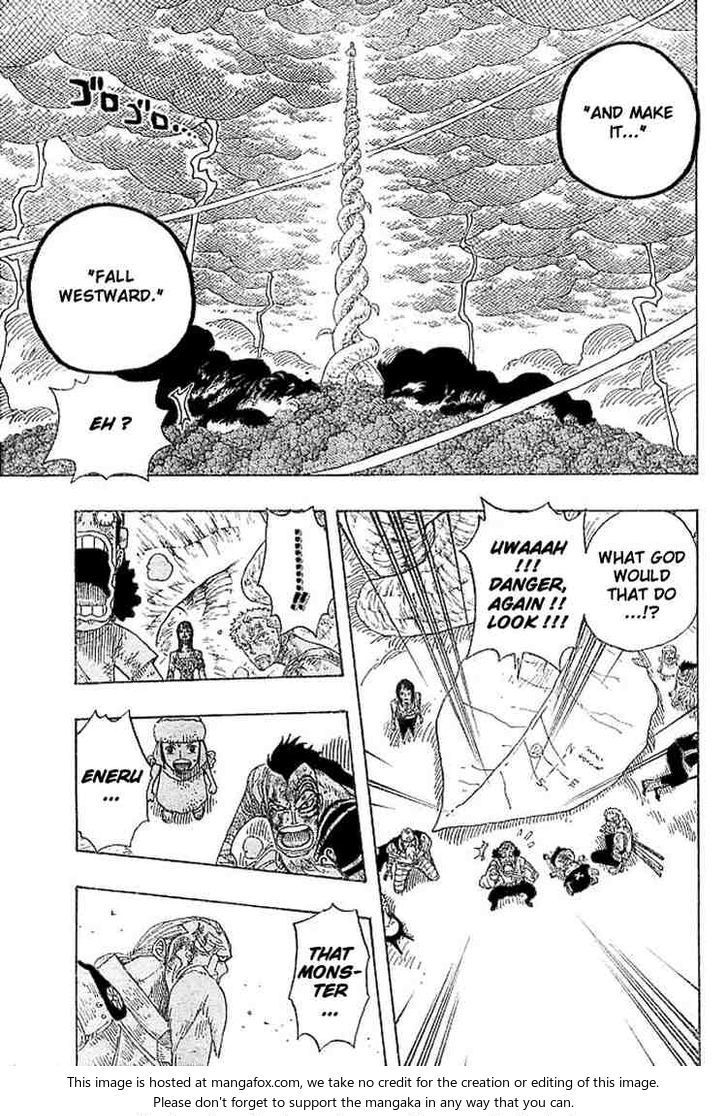 "AND MAKE
IT..."
ゴロゴロ...
"FALL
WESTWARD."
EH ?
WHAT GOD
WOULD
THAT DO
...!?
UWAAAH
!!!
DANGER,
AGAIN !!
LOOK !!!
.........!!
ENERU
...
THAT
MONS-
TER
...
This image is hosted at mangafox.com, we take no credit for the creation or editing of this image.
Please don't forget to support the mangaka in any way that you can.